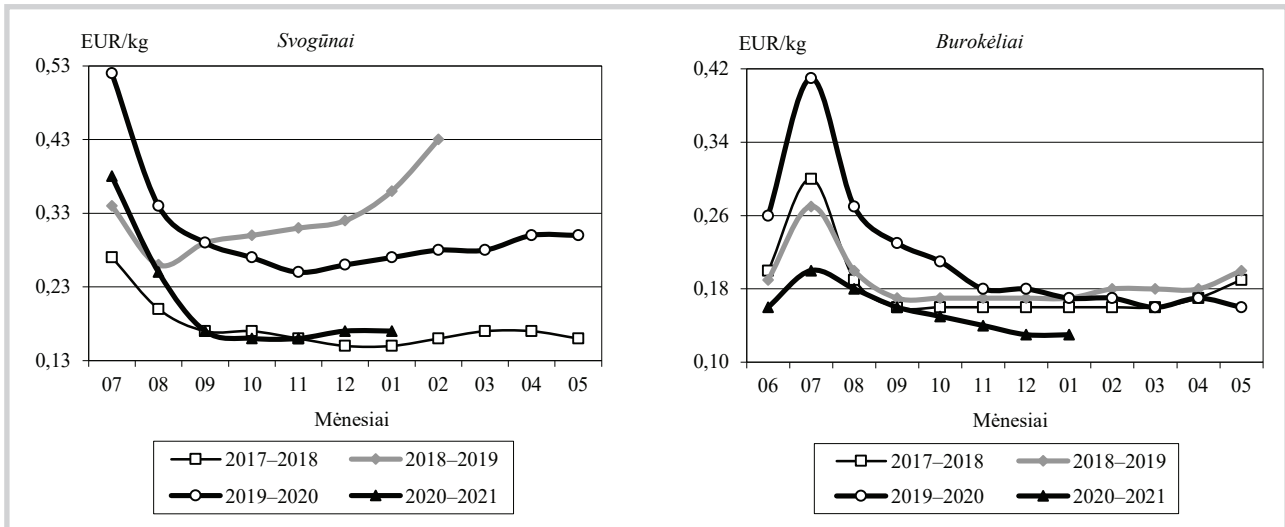 EUR/kg
Svogūnai
0,53
0,43
0,33
0,23
0,13
07 08 09 10 11 12 01 02 03 04 05
Mėnesiai
2017–2018 2018–2019
2019–2020 2020–2021
EUR/kg
Burokėliai
0,42
0,34
0,26
0,18
0,10
06 07 08 09 10 11 12 01 02 03 04 05
Mėnesiai
2017–2018 2018–2019
2019–2020 2020–2021